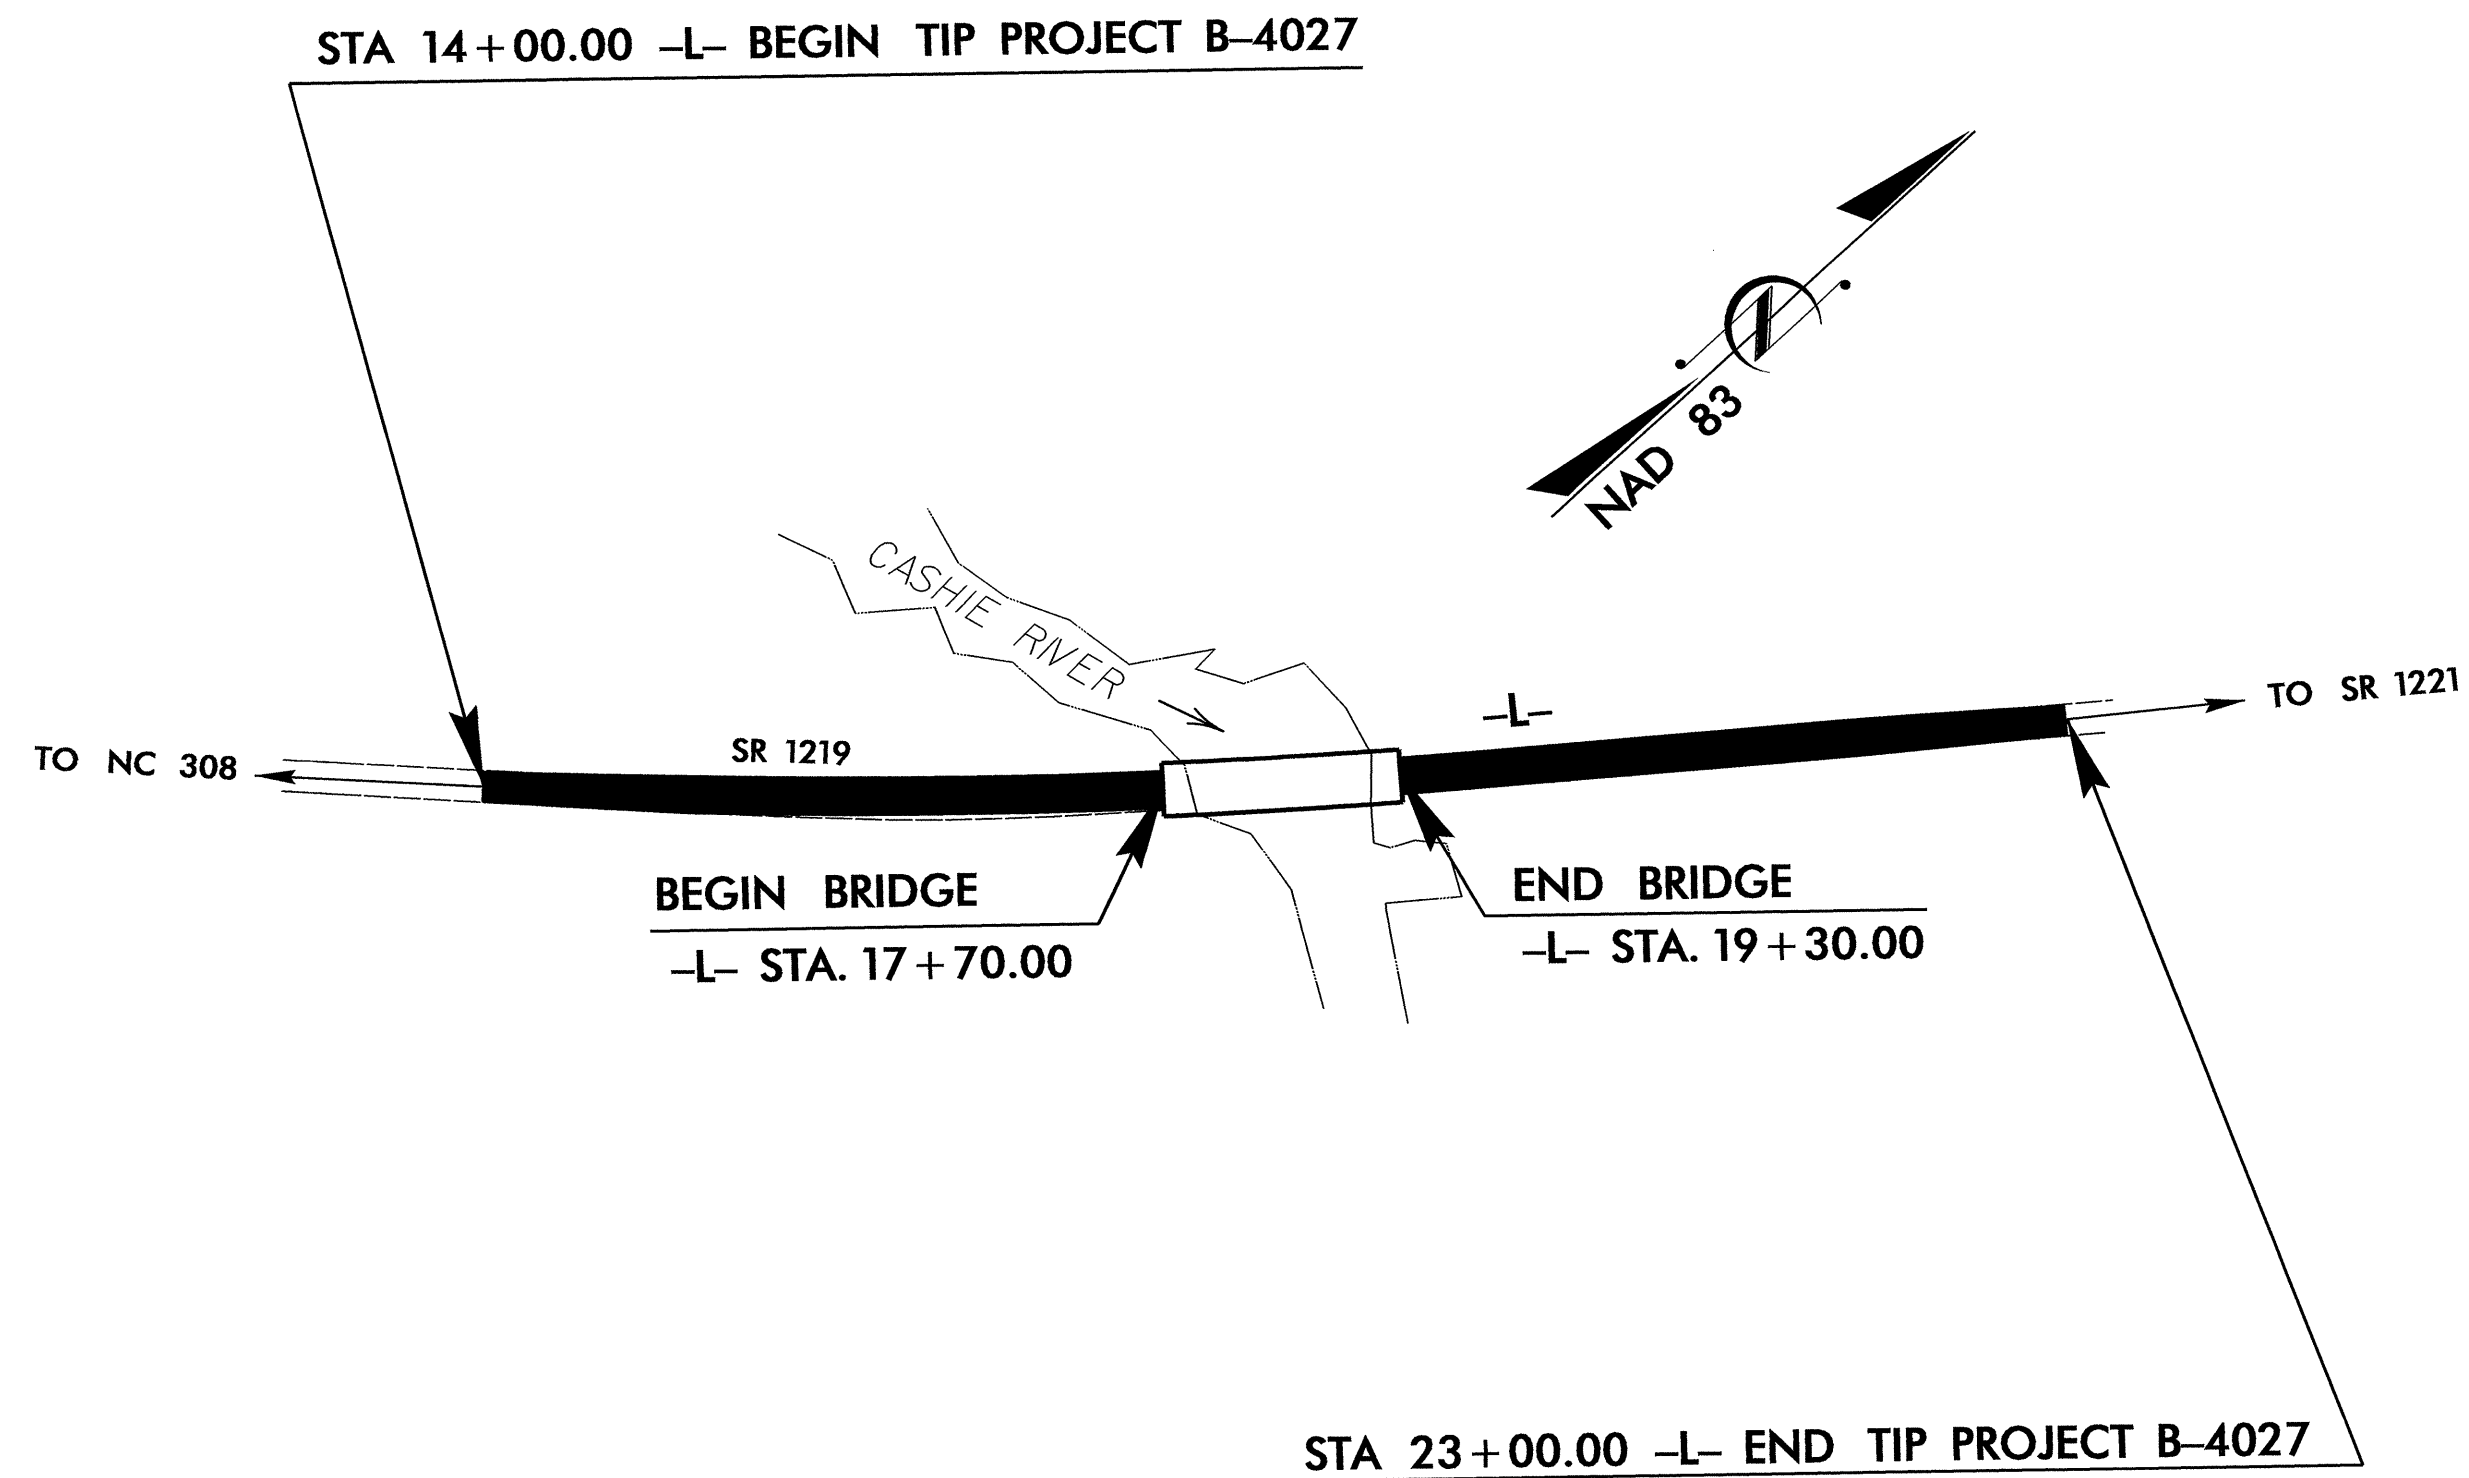 STA 14+00.00 –L– BEGIN TIP PROJECT B–4027
NAD 83
CASHIE RIVER
–L–
TO SR 1221
TO NC 308
SR 1219
BEGIN BRIDGE
–L– STA. 17+70.00
END BRIDGE
–L– STA. 19+30.00
STA 23+00.00 –L– END TIP PROJECT B–4027